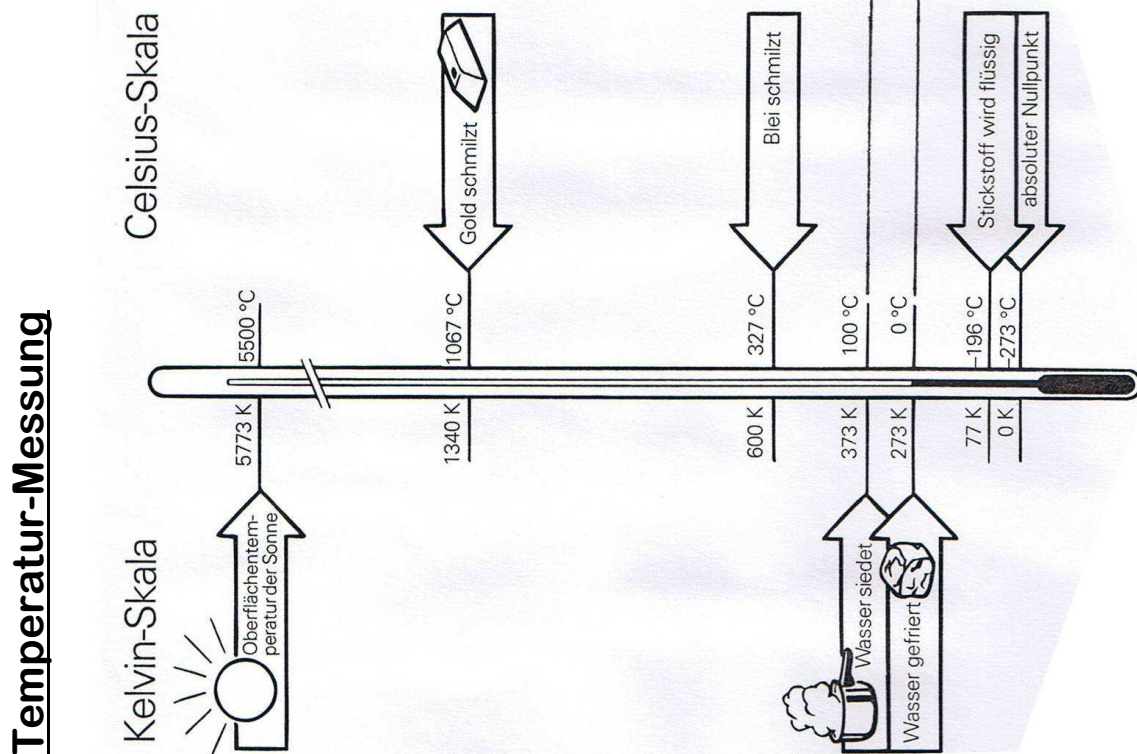 Temperatur-Messung
Kelvin-Skala
Celsius-Skala
Oberflächentem-
peratur der Sonne
5773 K
5500 °C
1340 K
1067 °C
Gold schmilzt
600 K
327 °C
Blei schmilzt
Wasser siedet
373 K
100 °C
Wasser gefriert
273 K
0 °C
77 K
–196 °C
Stickstoff wird flüssig
0 K
–273 °C
absoluter Nullpunkt